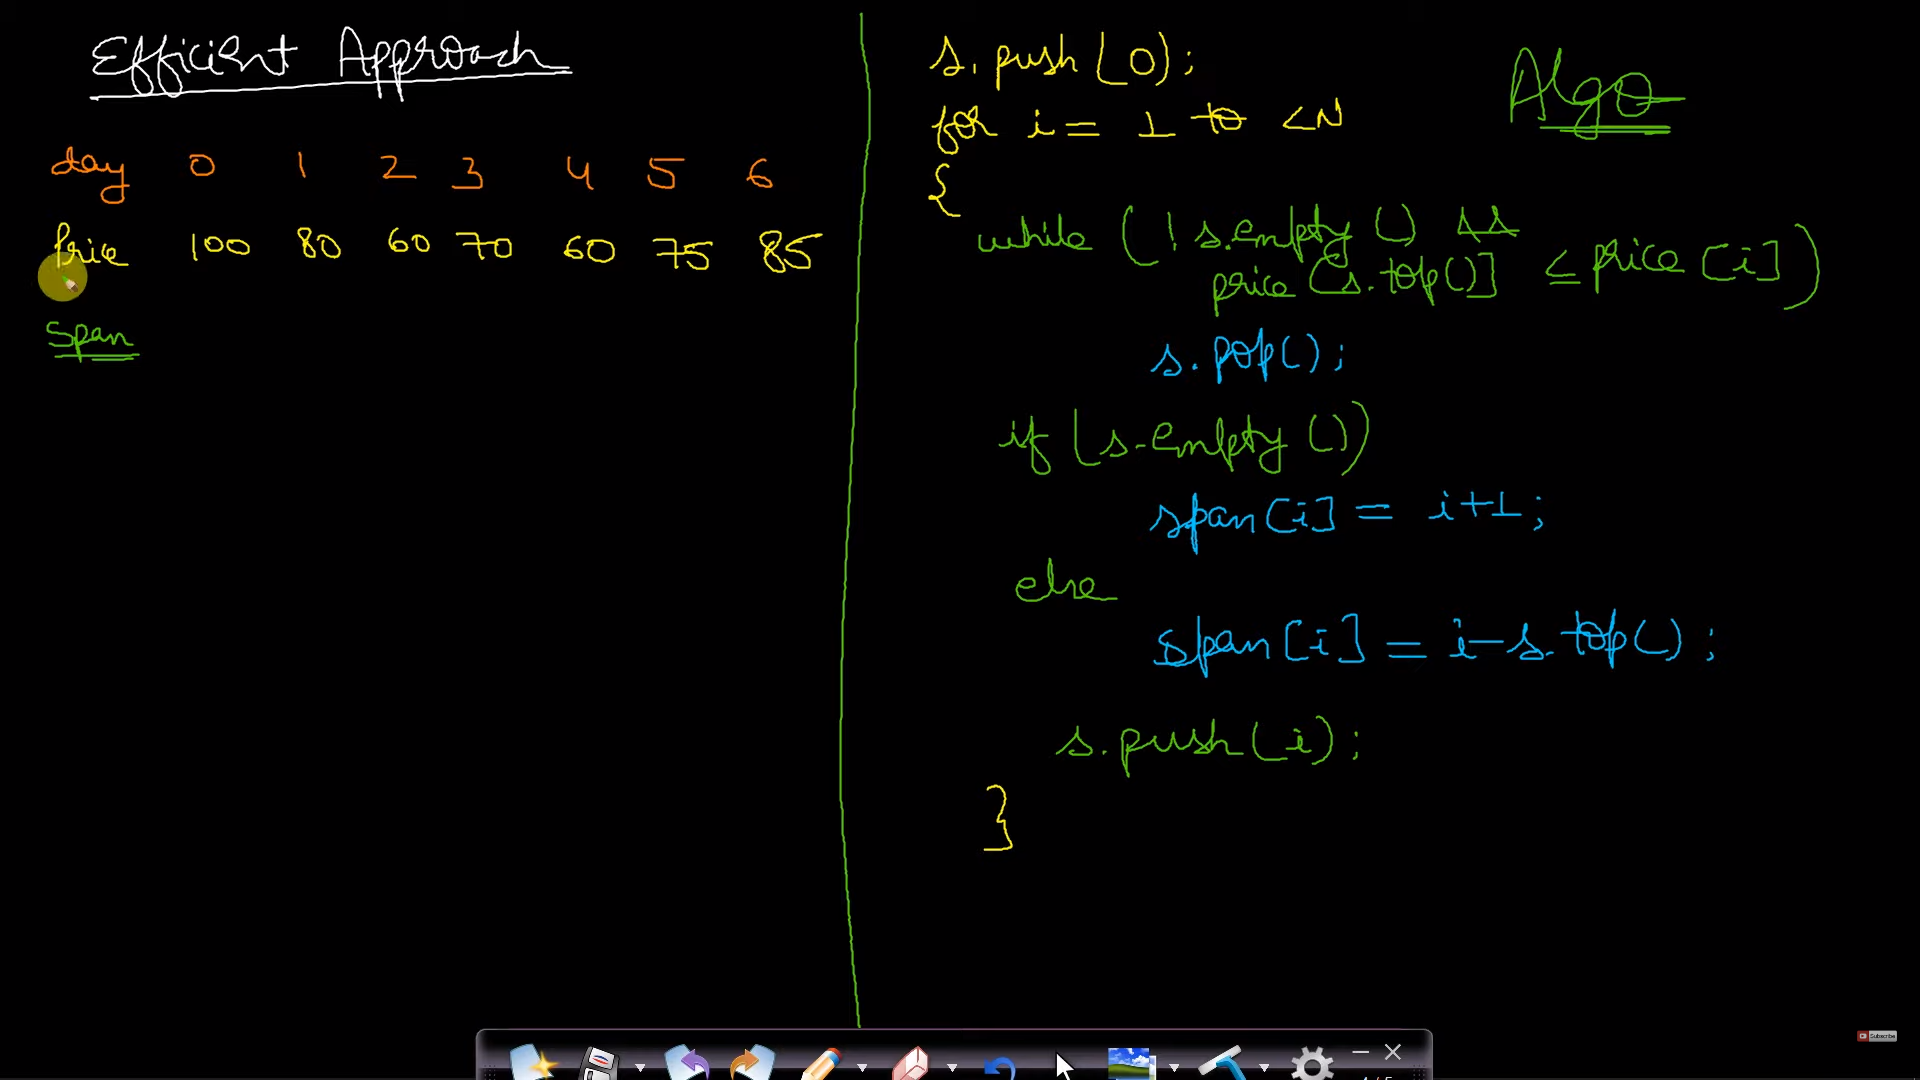 Efficient Approach
day 0 1 2 3 4 5 6
Price 100 80 60 70 60 75 85
Span
Algo
s.push(0);
for i = 1 to <N
{
while (! s.empty () &&
price [s.top()] ≤ price [i])
s.pop();
if (s.empty ())
span[i] = i+1;
else
span[i] = i-s.top();
s.push(i);
}
Subscribe